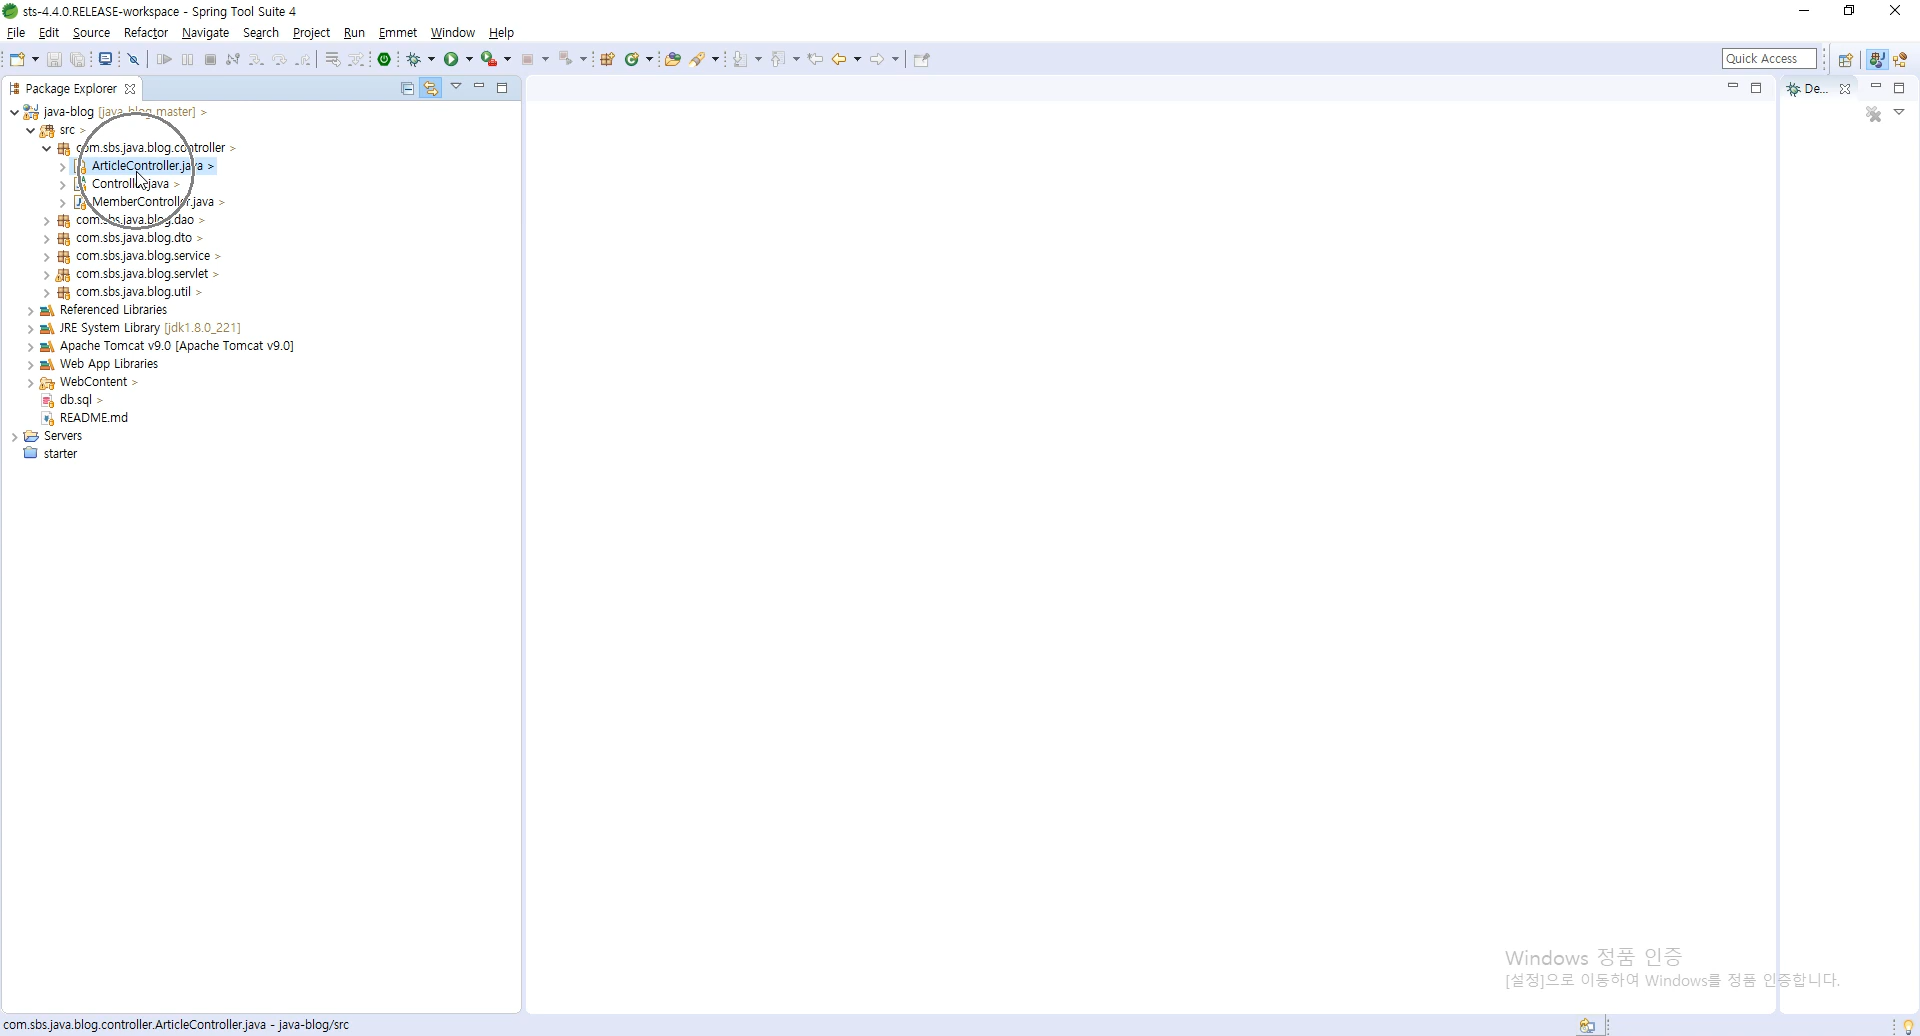 sts-4.4.0.RELEASE-workspace - Spring Tool Suite 4
File Edit Source Refactor Navigate Search Project Run Emmet Window Help
Quick Access
Package Explorer
De...
java-blog [java_blog master] >
src >
com.sbs.java.blog.controller >
ArticleController.java >
Controller.java >
MemberController.java >
com.sbs.java.blog.dao >
com.sbs.java.blog.dto >
com.sbs.java.blog.service >
com.sbs.java.blog.servlet >
com.sbs.java.blog.util >
Referenced Libraries
JRE System Library [jdk1.8.0_221]
Apache Tomcat v9.0 [Apache Tomcat v9.0]
Web App Libraries
WebContent >
db.sql >
README.md
Servers
starter
Windows 정품 인증
[설정]으로 이동하여 Windows를 정품 인증합니다.
com.sbs.java.blog.controller.ArticleController.java - java-blog/src